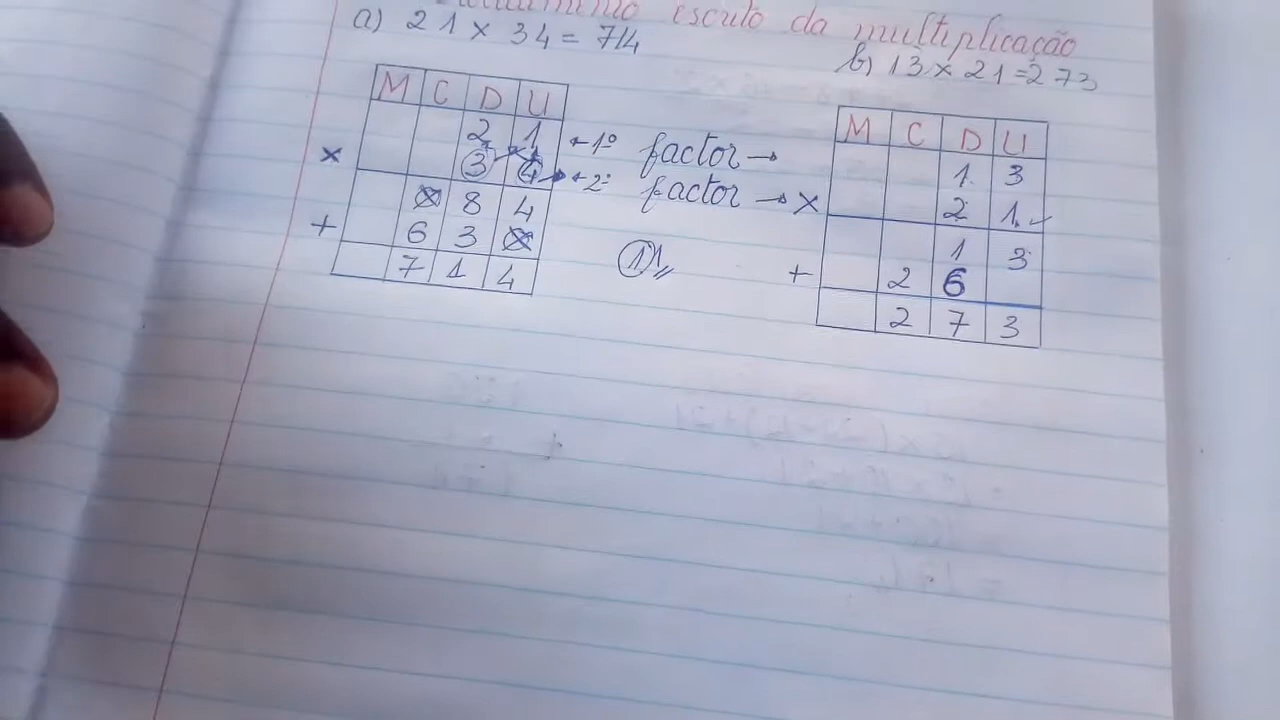 escrito da multiplicação
a) 21 x 34 = 714
b) 13 x 21 = 273
M C D U
2 1 ←1º factor →
x 3 4 ←2º factor →
x 8 4
+ 6 3 x
7 1 4
11
M C D U
1 3
x 2 1
1 3
+ 2 6
2 7 3